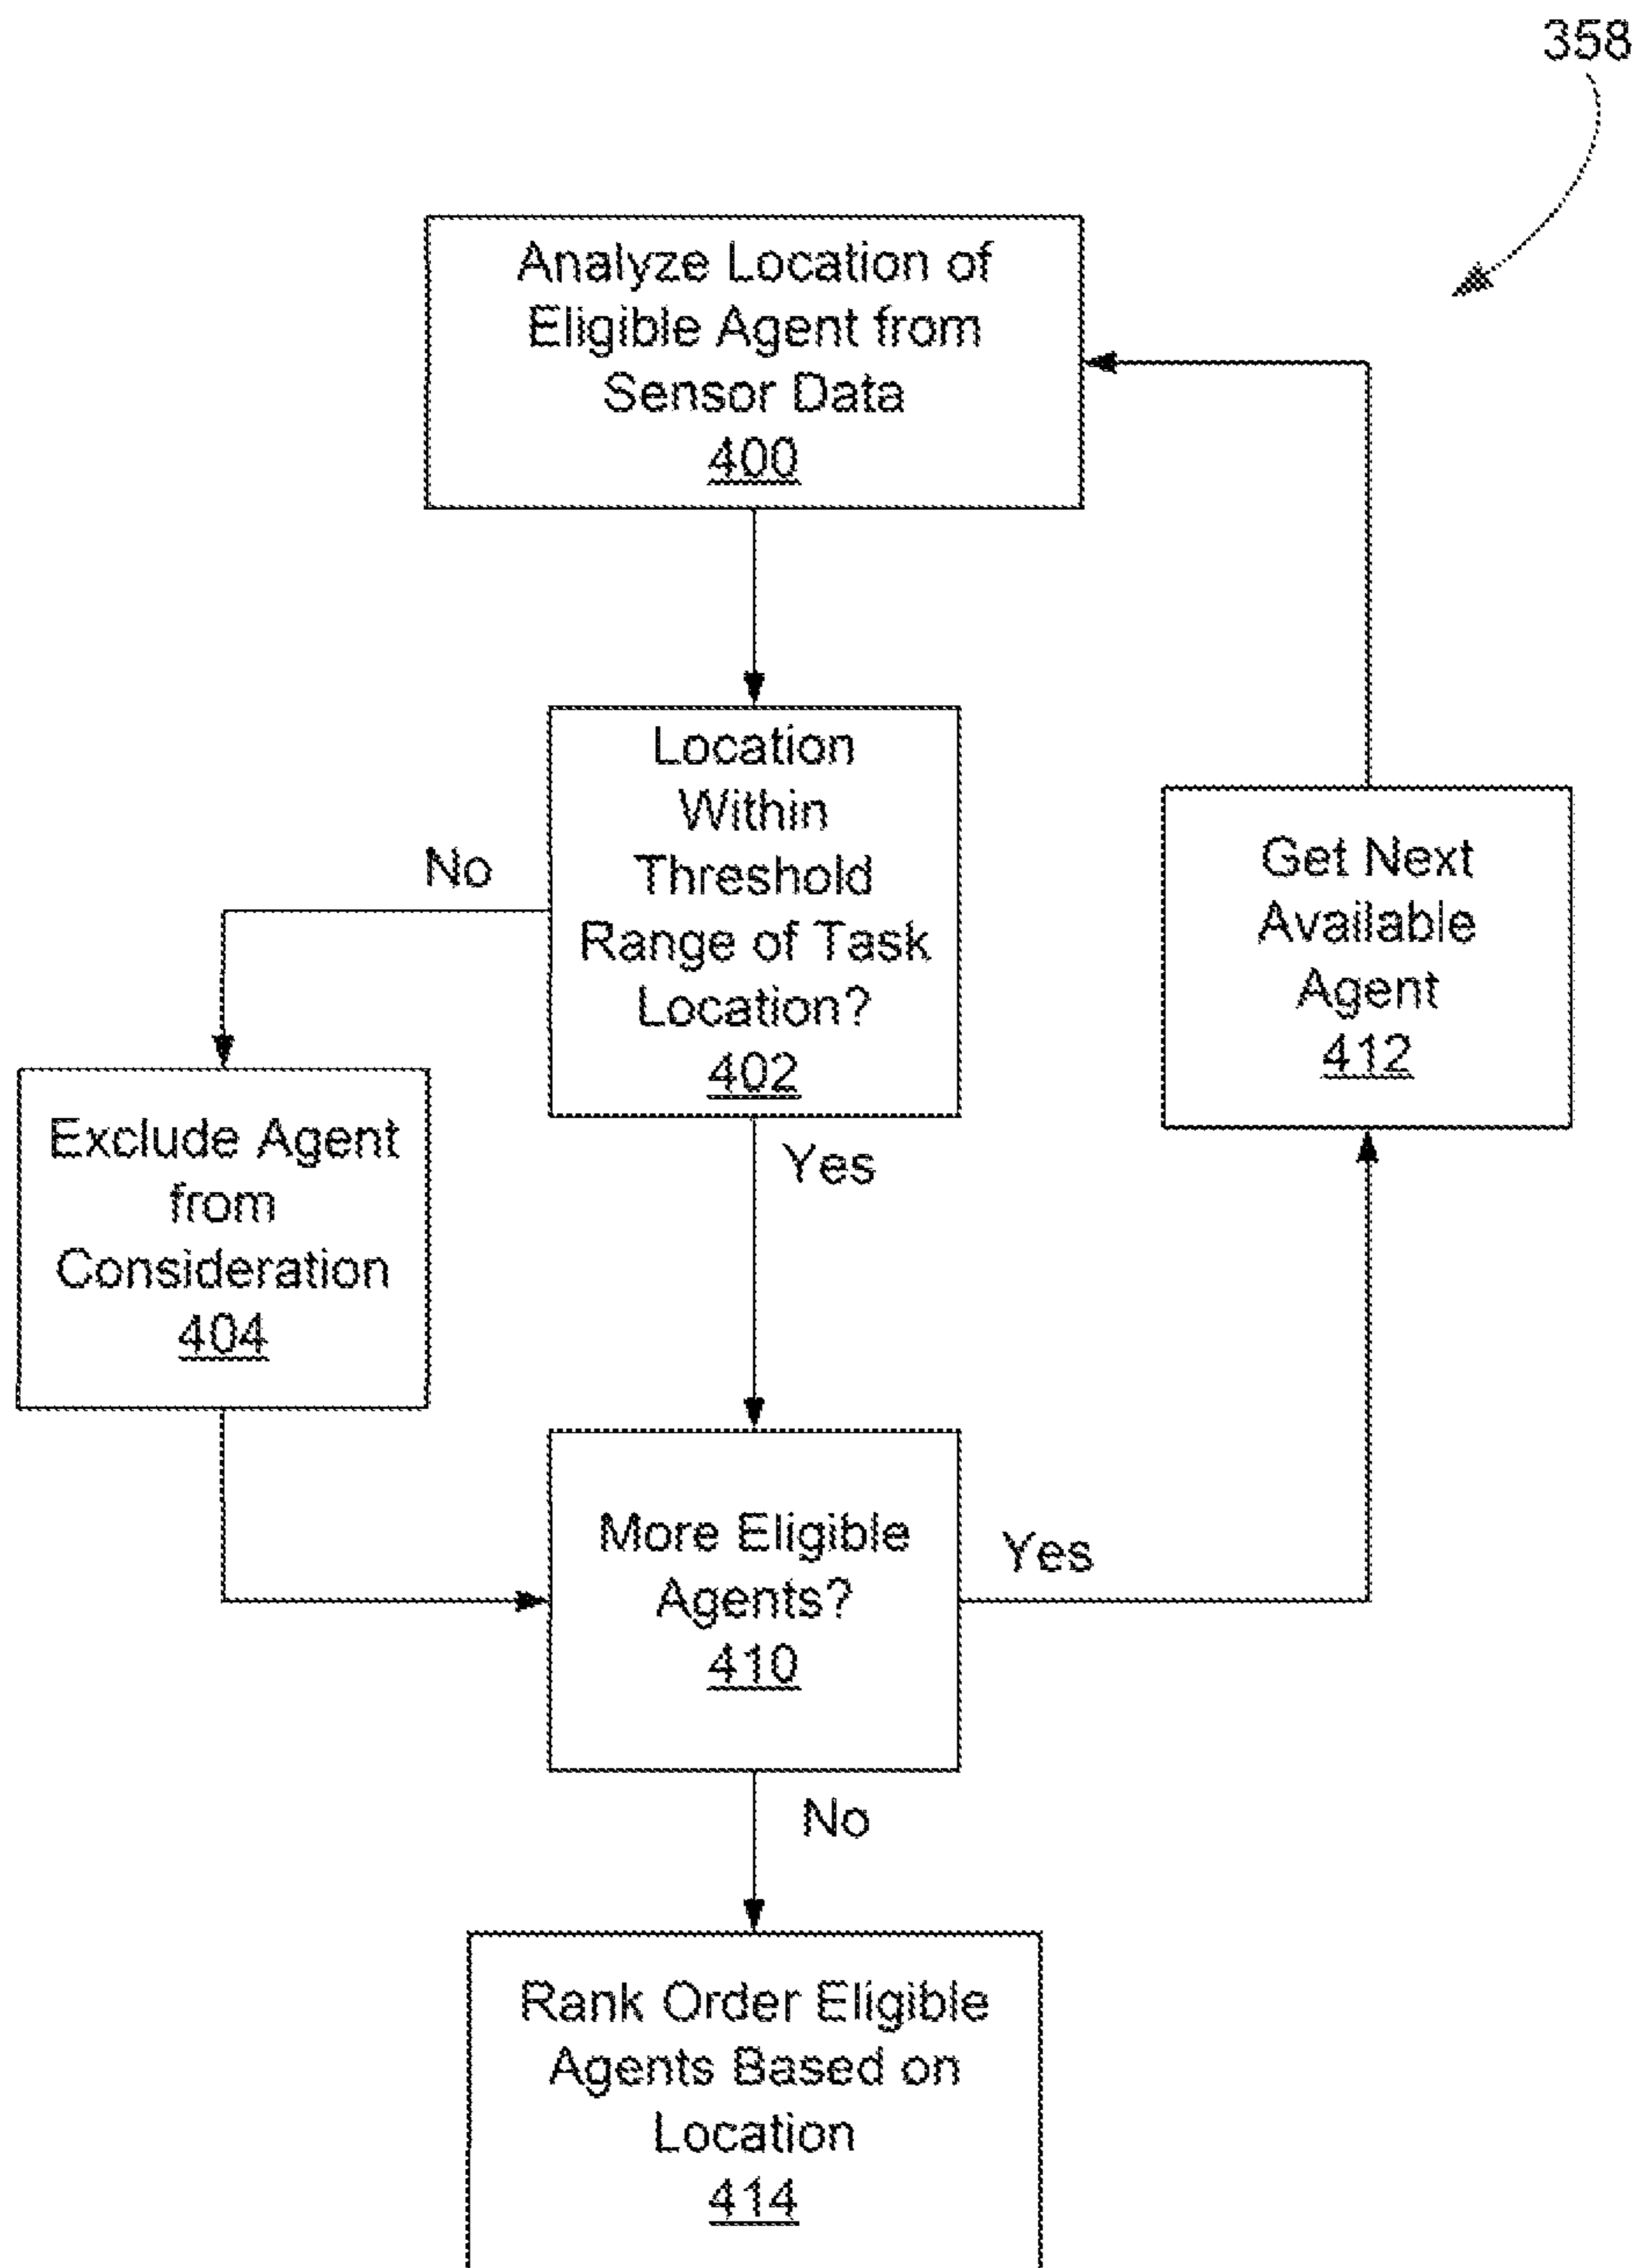 358
Analyze Location of
Eligible Agent from
Sensor Data
400
Location
Within
Threshold
Range of Task
Location?
402
No
Yes
Get Next
Available
Agent
412
Exclude Agent
from
Consideration
404
More Eligible
Agents?
410
Yes
No
Rank Order Eligible
Agents Based on
Location
414